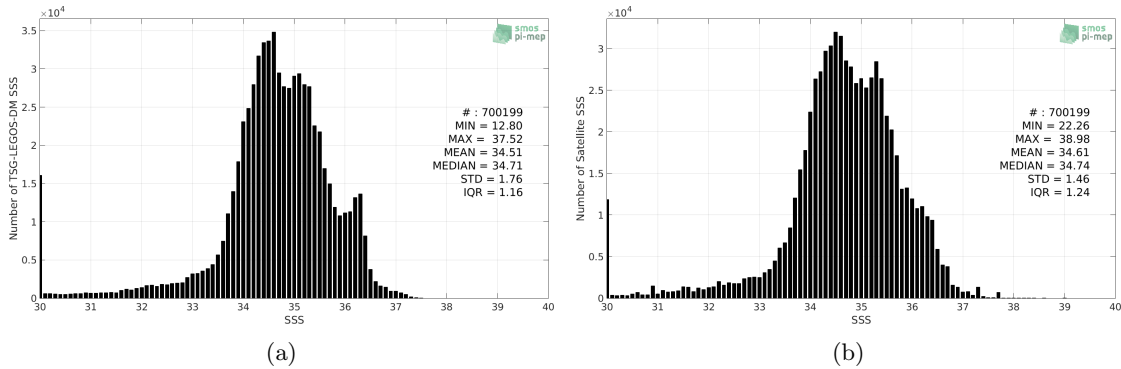 ×10⁴
3.5
3
2.5
2
1.5
1
0.5
0
30
31
32
33
34
35
36
37
38
39
40
Number of TSG-LEGOS-DM SSS
SSS
smos
pi-mep
# : 700199
MIN = 12.80
MAX = 37.52
MEAN = 34.51
MEDIAN = 34.71
STD = 1.76
IQR = 1.16
(a)
×10⁴
3
2.5
2
1.5
1
0.5
0
30
31
32
33
34
35
36
37
38
39
40
Number of Satellite SSS
SSS
smos
pi-mep
# : 700199
MIN = 22.26
MAX = 38.98
MEAN = 34.61
MEDIAN = 34.74
STD = 1.46
IQR = 1.24
(b)